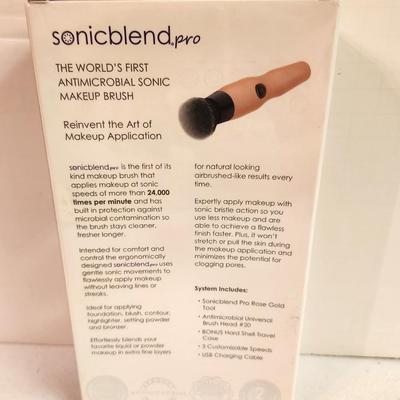 sonicblend.pro
THE WORLD'S FIRST
ANTIMICROBIAL SONIC
MAKEUP BRUSH
Reinvent the Art of
Makeup Application
sonicblend.pro is the first of its
kind makeup brush that
applies makeup at sonic
speeds of more than 24,000
times per minute and has
built in protection against
microbial contamination so
the brush stays cleaner,
fresher longer.
Intended for comfort and
control the ergonomically
designed sonicblend.pro uses
gentle sonic movements to
flawlessly apply makeup
without leaving lines or
streaks.
Ideal for applying
foundation, blush, contour,
highlighter, setting powder
and bronzer.
Effortlessly blends your
favorite liquid or powder
makeup in extra fine layers
for natural looking
airbrushed-like results every
time.
Expertly apply makeup with
sonic bristle action so you
use less makeup and are
able to achieve a flawless
finish faster. Plus, it won't
stretch or pull the skin during
the makeup application and
minimizes the potential for
clogging pores.
System Includes:
• Sonicblend Pro Rose Gold
Tool
• Antimicrobial Universal
Brush Head #20
• BONUS Hard Shell Travel
Case
• 3 Customizable Speeds
• USB Charging Cable